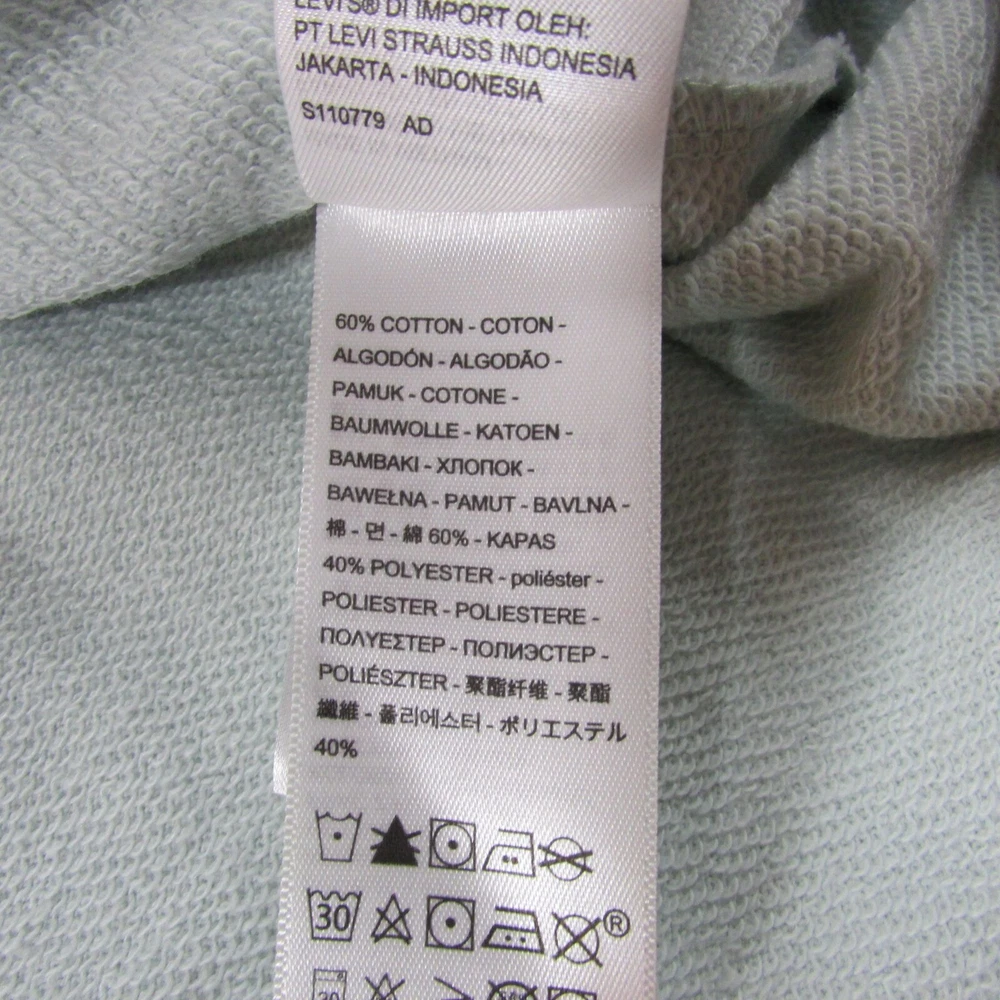 LEVI'S® DI IMPORT OLEH:
PT LEVI STRAUSS INDONESIA
JAKARTA - INDONESIA
S110779 AD
60% COTTON - COTON -
ALGODÓN - ALGODÃO -
PAMUK - COTONE -
BAUMWOLLE - KATOEN -
BAMBAKI - ХЛОПОК -
BAWEŁNA - PAMUT - BAVLNA -
棉 - 면 - 綿 60% - KAPAS
40% POLYESTER - poliéster -
POLIESTER - POLIESTERE -
ΠΟΛΥΕΣΤΕΡ - ПОЛИЭСТЕР -
POLIÉSZTER - 聚酯纤维 - 聚酯
纖維 - 폴리에스터 - ポリエステル
40%
30
®
30